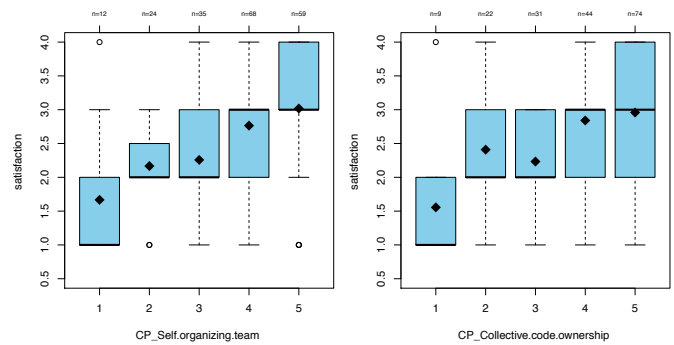 n=12 n=24 n=35 n=68 n=59
satisfaction
4.0
3.5
3.0
2.5
2.0
1.5
1.0
0.5
1 2 3 4 5
CP_Self.organizing.team
n=9 n=22 n=31 n=44 n=74
satisfaction
4.0
3.5
3.0
2.5
2.0
1.5
1.0
0.5
1 2 3 4 5
CP_Collective.code.ownership